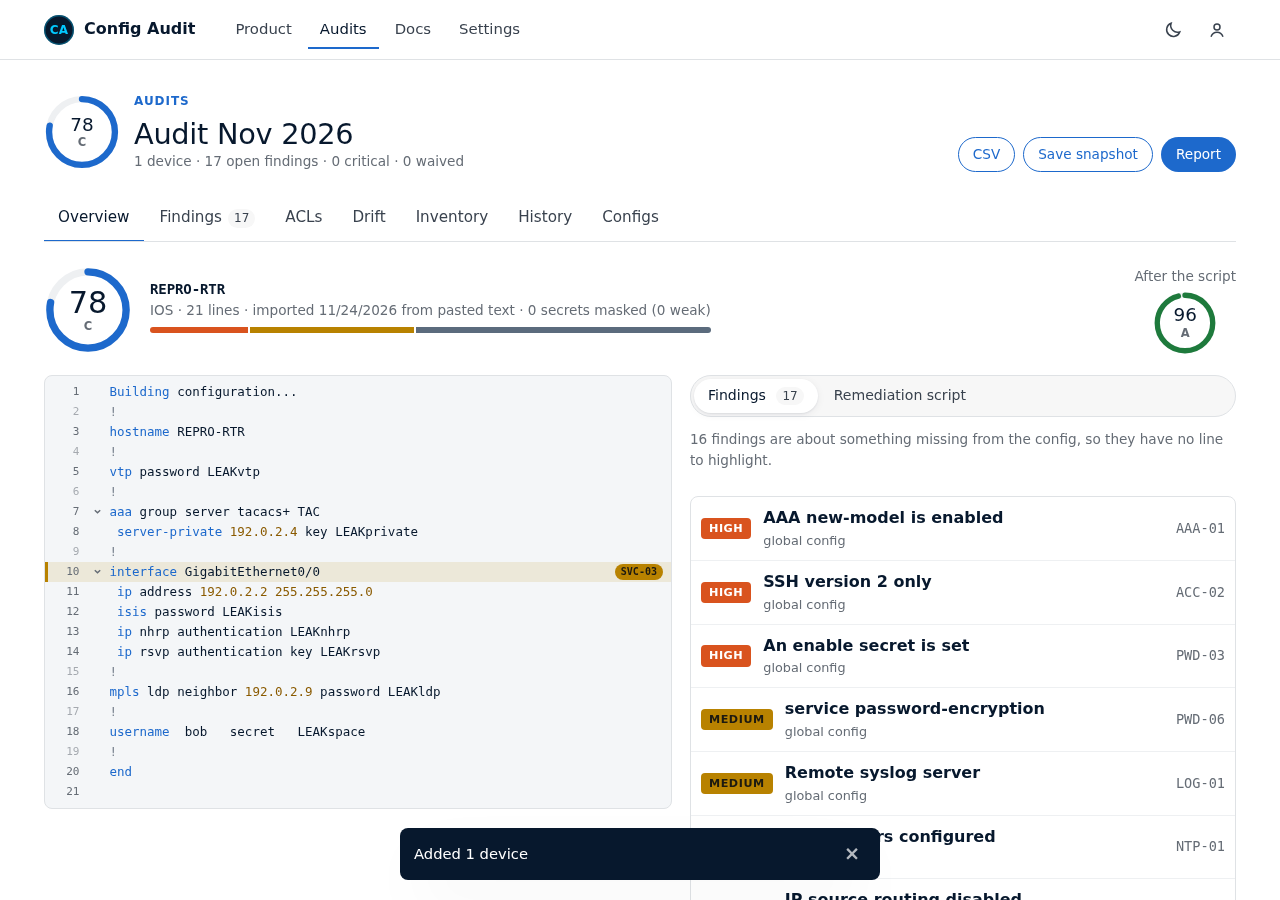 CA Config Audit Product Audits Docs Settings
78
C
AUDITS
Audit Nov 2026
1 device · 17 open findings · 0 critical · 0 waived
CSV Save snapshot Report
Overview Findings 17 ACLs Drift Inventory History Configs
78
C
REPRO-RTR
IOS · 21 lines · imported 11/24/2026 from pasted text · 0 secrets masked (0 weak)
After the script
96
A
1 Building configuration...
2 !
3 hostname REPRO-RTR
4 !
5 vtp password LEAKvtp
6 !
7 aaa group server tacacs+ TAC
8 server-private 192.0.2.4 key LEAKprivate
9 !
10 interface GigabitEthernet0/0 SVC-03
11 ip address 192.0.2.2 255.255.255.0
12 isis password LEAKisis
13 ip nhrp authentication LEAKnhrp
14 ip rsvp authentication key LEAKrsvp
15 !
16 mpls ldp neighbor 192.0.2.9 password LEAKldp
17 !
18 username  bob   secret   LEAKspace
19 !
20 end
21
Findings 17 Remediation script
16 findings are about something missing from the config, so they have no line
to highlight.
HIGH AAA new-model is enabled AAA-01
global config
HIGH SSH version 2 only ACC-02
global config
HIGH An enable secret is set PWD-03
global config
MEDIUM service password-encryption PWD-06
global config
MEDIUM Remote syslog server LOG-01
global config
configured NTP-01
IP source routing disabled
Added 1 device ×